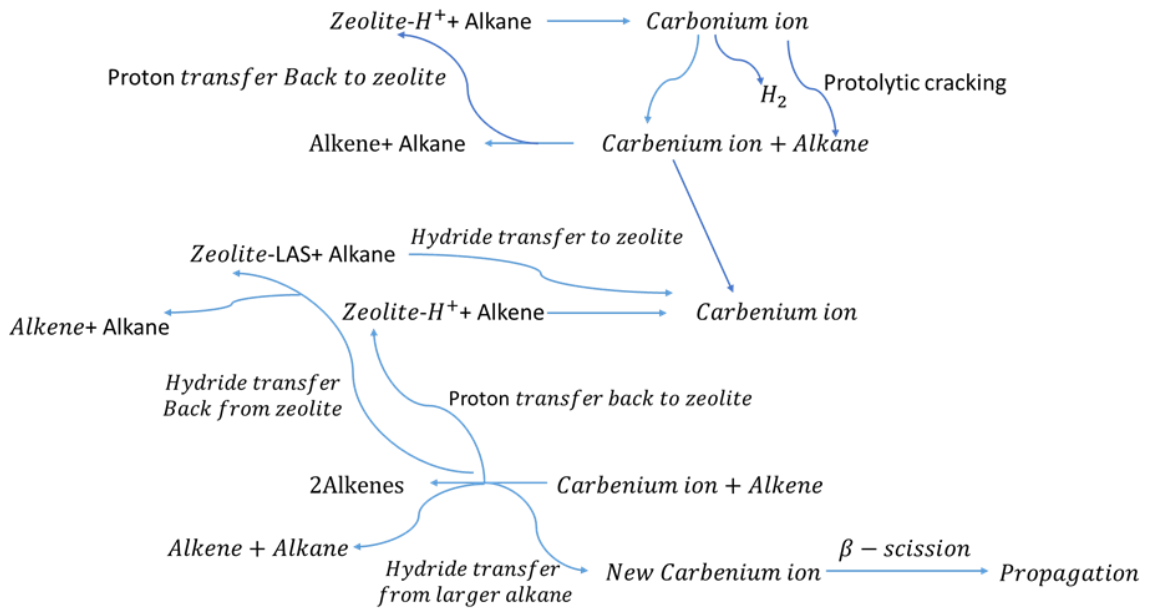 Zeolite-H⁺+ Alkane
Carbonium ion
Proton transfer Back to zeolite
H₂
Protolytic cracking
Alkene+ Alkane
Carbenium ion + Alkane
Hydride transfer to zeolite
Zeolite-LAS+ Alkane
Zeolite-H⁺+ Alkene
Carbenium ion
Alkene+ Alkane
Hydride transfer
Back from zeolite
Proton transfer back to zeolite
2Alkenes
Carbenium ion + Alkene
Alkene + Alkane
Hydride transfer
from larger alkane
New Carbenium ion
β − scission
Propagation